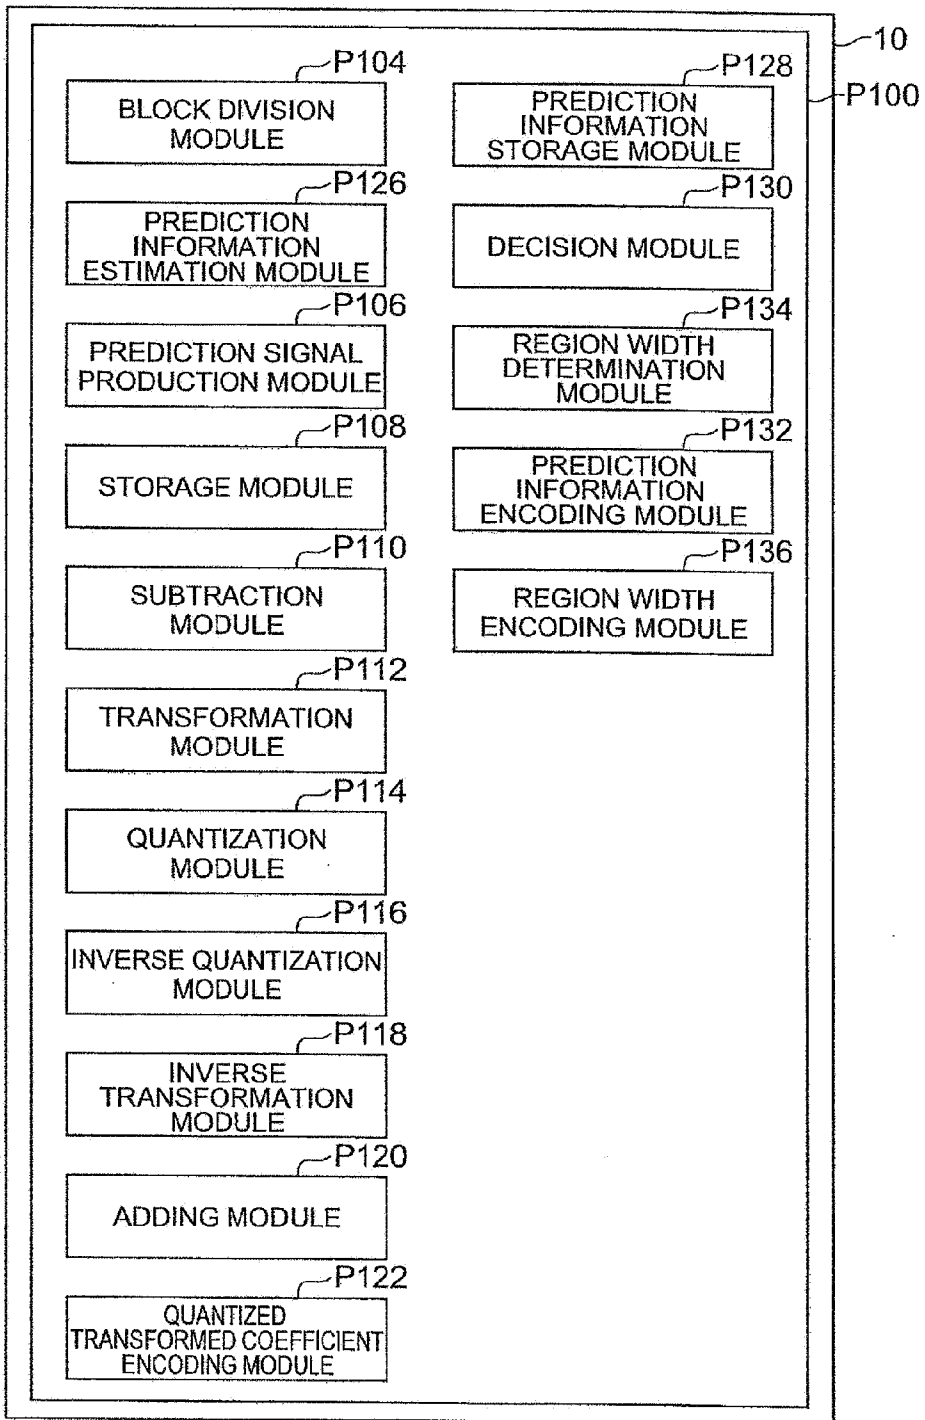 10
P100
P104
BLOCK DIVISION
MODULE
P126
PREDICTION
INFORMATION
ESTIMATION MODULE
P106
PREDICTION SIGNAL
PRODUCTION MODULE
P108
STORAGE MODULE
P110
SUBTRACTION
MODULE
P112
TRANSFORMATION
MODULE
P114
QUANTIZATION
MODULE
P116
INVERSE QUANTIZATION
MODULE
P118
INVERSE
TRANSFORMATION
MODULE
P120
ADDING MODULE
P122
QUANTIZED
TRANSFORMED COEFFICIENT
ENCODING MODULE
P128
PREDICTION
INFORMATION
STORAGE MODULE
P130
DECISION MODULE
P134
REGION WIDTH
DETERMINATION
MODULE
P132
PREDICTION
INFORMATION
ENCODING MODULE
P136
REGION WIDTH
ENCODING MODULE